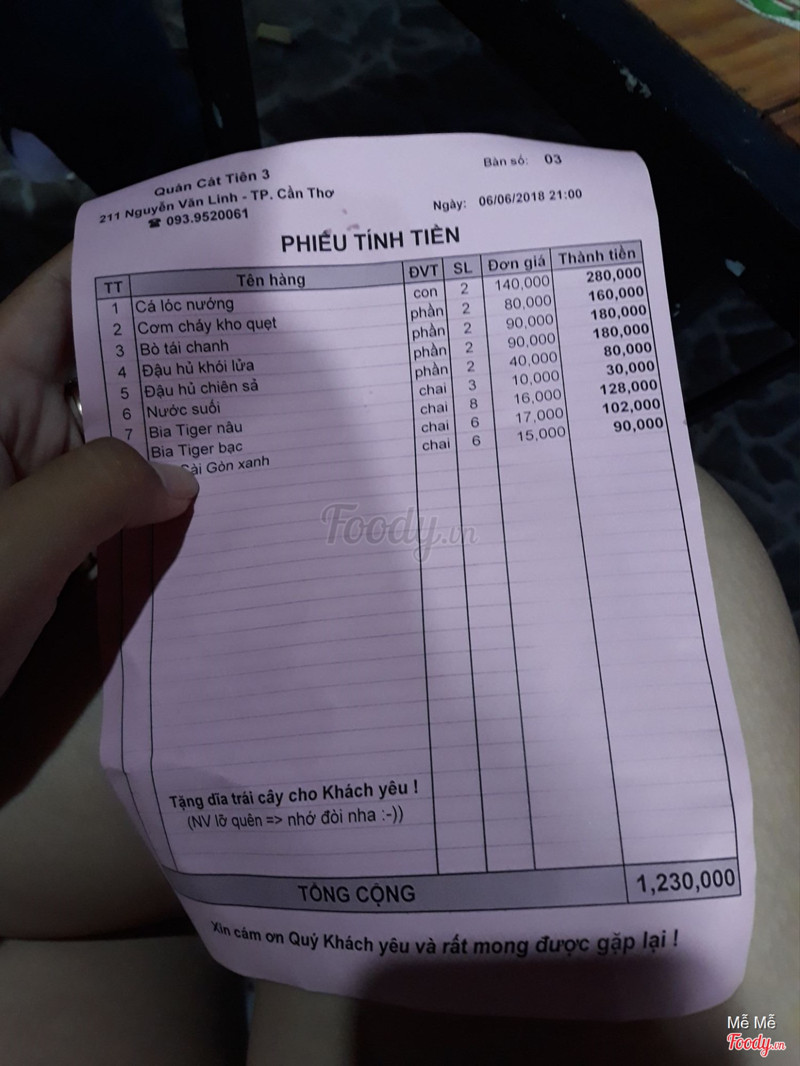 Quán Cát Tiên 3
211 Nguyễn Văn Linh - TP. Cần Thơ
☎ 093.9520061
Bàn số: 03
Ngày: 06/06/2018 21:00
PHIẾU TÍNH TIỀN
TT Tên hàng ĐVT SL Đơn giá Thành tiền
1 Cá lóc nướng con 2 140,000 280,000
2 Cơm cháy kho quẹt phần 2 80,000 160,000
3 Bò tái chanh phần 2 90,000 180,000
4 Đậu hủ khói lửa phần 2 90,000 180,000
5 Đậu hủ chiên sả phần 2 40,000 80,000
6 Nước suối chai 3 10,000 30,000
7 Bia Tiger nâu chai 8 16,000 128,000
Bia Tiger bạc chai 6 17,000 102,000
Sài Gòn xanh chai 6 15,000 90,000
Foody.vn
Tặng dĩa trái cây cho Khách yêu !
(NV lỡ quên => nhớ đòi nha :-))
TỔNG CỘNG 1,230,000
Xin cám ơn Quý Khách yêu và rất mong được gặp lại !
Mễ Mễ
Foody.vn